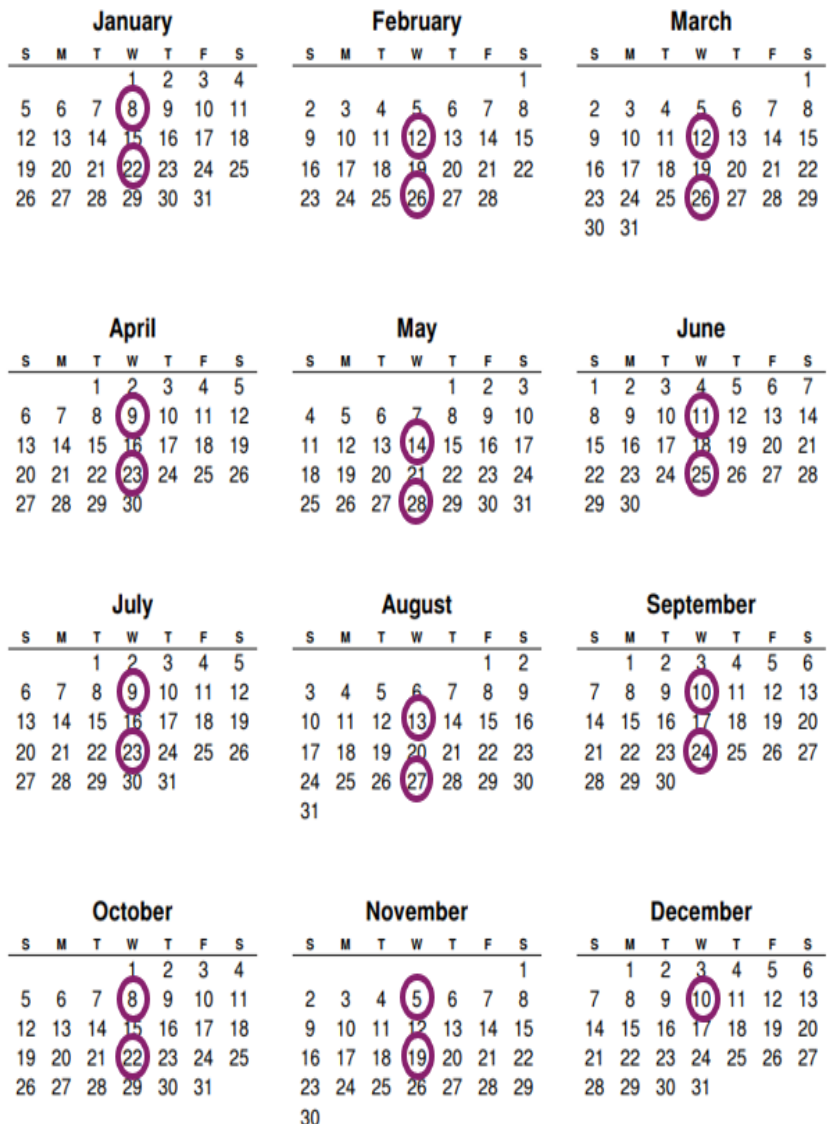 January February March
S M T W T F S S M T W T F S S M T W T F S
1 2 3 4 1 1
5 6 7 8 9 10 11 2 3 4 5 6 7 8 2 3 4 5 6 7 8
12 13 14 15 16 17 18 9 10 11 12 13 14 15 9 10 11 12 13 14 15
19 20 21 22 23 24 25 16 17 18 19 20 21 22 16 17 18 19 20 21 22
26 27 28 29 30 31 23 24 25 26 27 28 23 24 25 26 27 28 29
30 31
April May June
S M T W T F S S M T W T F S S M T W T F S
1 2 3 4 5 1 2 3 1 2 3 4 5 6 7
6 7 8 9 10 11 12 4 5 6 7 8 9 10 8 9 10 11 12 13 14
13 14 15 16 17 18 19 11 12 13 14 15 16 17 15 16 17 18 19 20 21
20 21 22 23 24 25 26 18 19 20 21 22 23 24 22 23 24 25 26 27 28
27 28 29 30 25 26 27 28 29 30 31 29 30
July August September
S M T W T F S S M T W T F S S M T W T F S
1 2 3 4 5 1 2 1 2 3 4 5 6
6 7 8 9 10 11 12 3 4 5 6 7 8 9 7 8 9 10 11 12 13
13 14 15 16 17 18 19 10 11 12 13 14 15 16 14 15 16 17 18 19 20
20 21 22 23 24 25 26 17 18 19 20 21 22 23 21 22 23 24 25 26 27
27 28 29 30 31 24 25 26 27 28 29 30 28 29 30
31
October November December
S M T W T F S S M T W T F S S M T W T F S
1 2 3 4 1 1 2 3 4 5 6
5 6 7 8 9 10 11 2 3 4 5 6 7 8 7 8 9 10 11 12 13
12 13 14 15 16 17 18 9 10 11 12 13 14 15 14 15 16 17 18 19 20
19 20 21 22 23 24 25 16 17 18 19 20 21 22 21 22 23 24 25 26 27
26 27 28 29 30 31 23 24 25 26 27 28 29 28 29 30 31
30